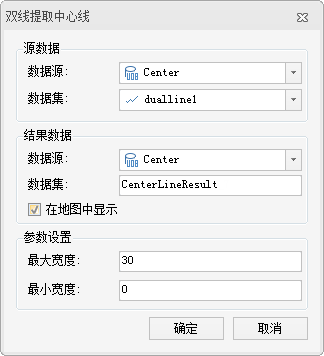 双线提取中心线
源数据
数据源: Center
数据集: dualline1
结果数据
数据源: Center
数据集: CenterLineResult
在地图中显示
参数设置
最大宽度: 30
最小宽度: 0
确定 取消